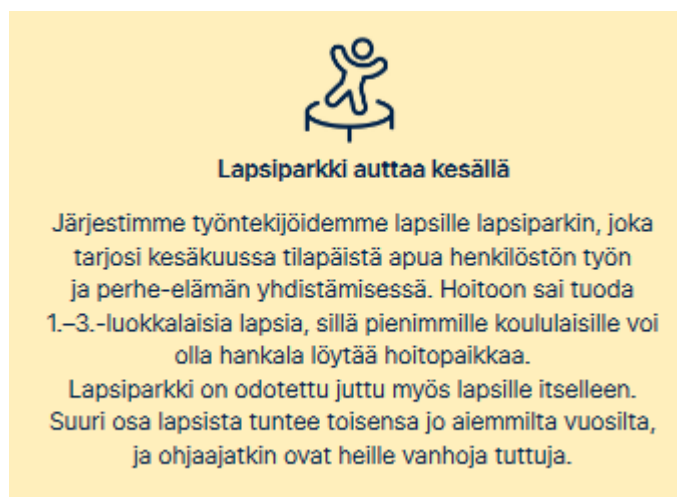 Lapsiparkki auttaa kesällä
Järjestimme työntekijöidemme lapsille lapsiparkin, joka
tarjosi kesäkuussa tilapäistä apua henkilöstön työn
ja perhe-elämän yhdistämisessä. Hoitoon sai tuoda
1.–3.-luokkalaisia lapsia, sillä pienimmille koululaisille voi
olla hankala löytää hoitopaikkaa.
Lapsiparkki on odotettu juttu myös lapsille itselleen.
Suuri osa lapsista tuntee toisensa jo aiemmilta vuosilta,
ja ohjaajatkin ovat heille vanhoja tuttuja.